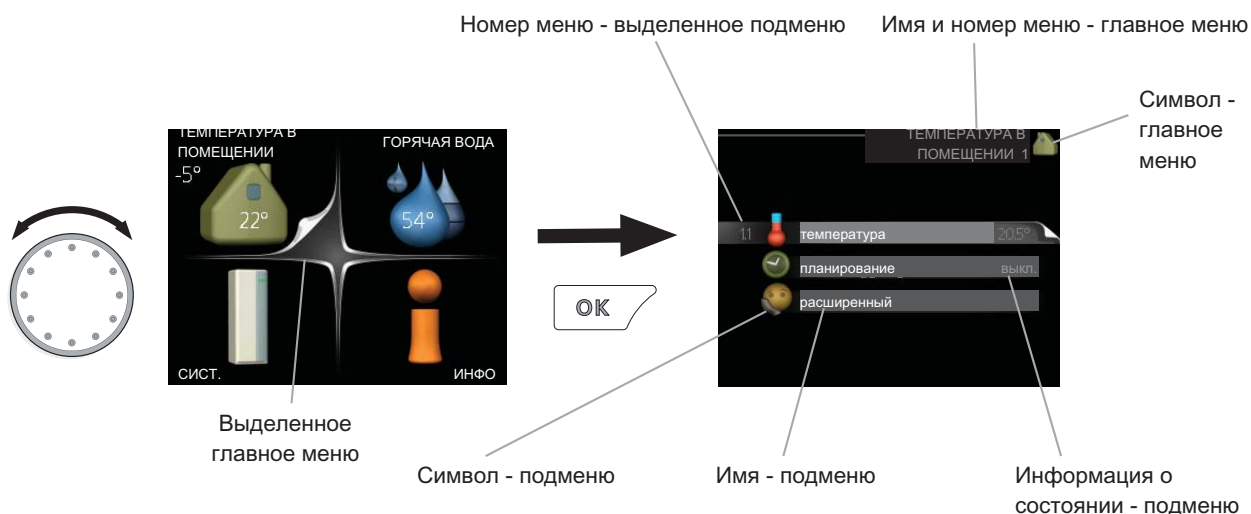 Номер меню - выделенное подменю
Имя и номер меню - главное меню
Символ -
главное
меню
ТЕМПЕРАТУРА В
ПОМЕЩЕНИИ
-5°
22°
ГОРЯЧАЯ ВОДА
54°
СИСТ.
ИНФО
OK
ТЕМПЕРАТУРА В
ПОМЕЩЕНИИ 1
1.1 температура 20.5°
планирование выкл.
расширенный
Выделенное
главное меню
Символ - подменю
Имя - подменю
Информация о
состоянии - подменю